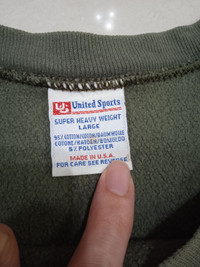 US United Sports
SUPER HEAVY WEIGHT
LARGE
95% COTTON/COTON/BAUMWOLLE
COTONE/KATOEN/BOMULD
5% POLYESTER
MADE IN U.S.A.
FOR CARE SEE REVERSE